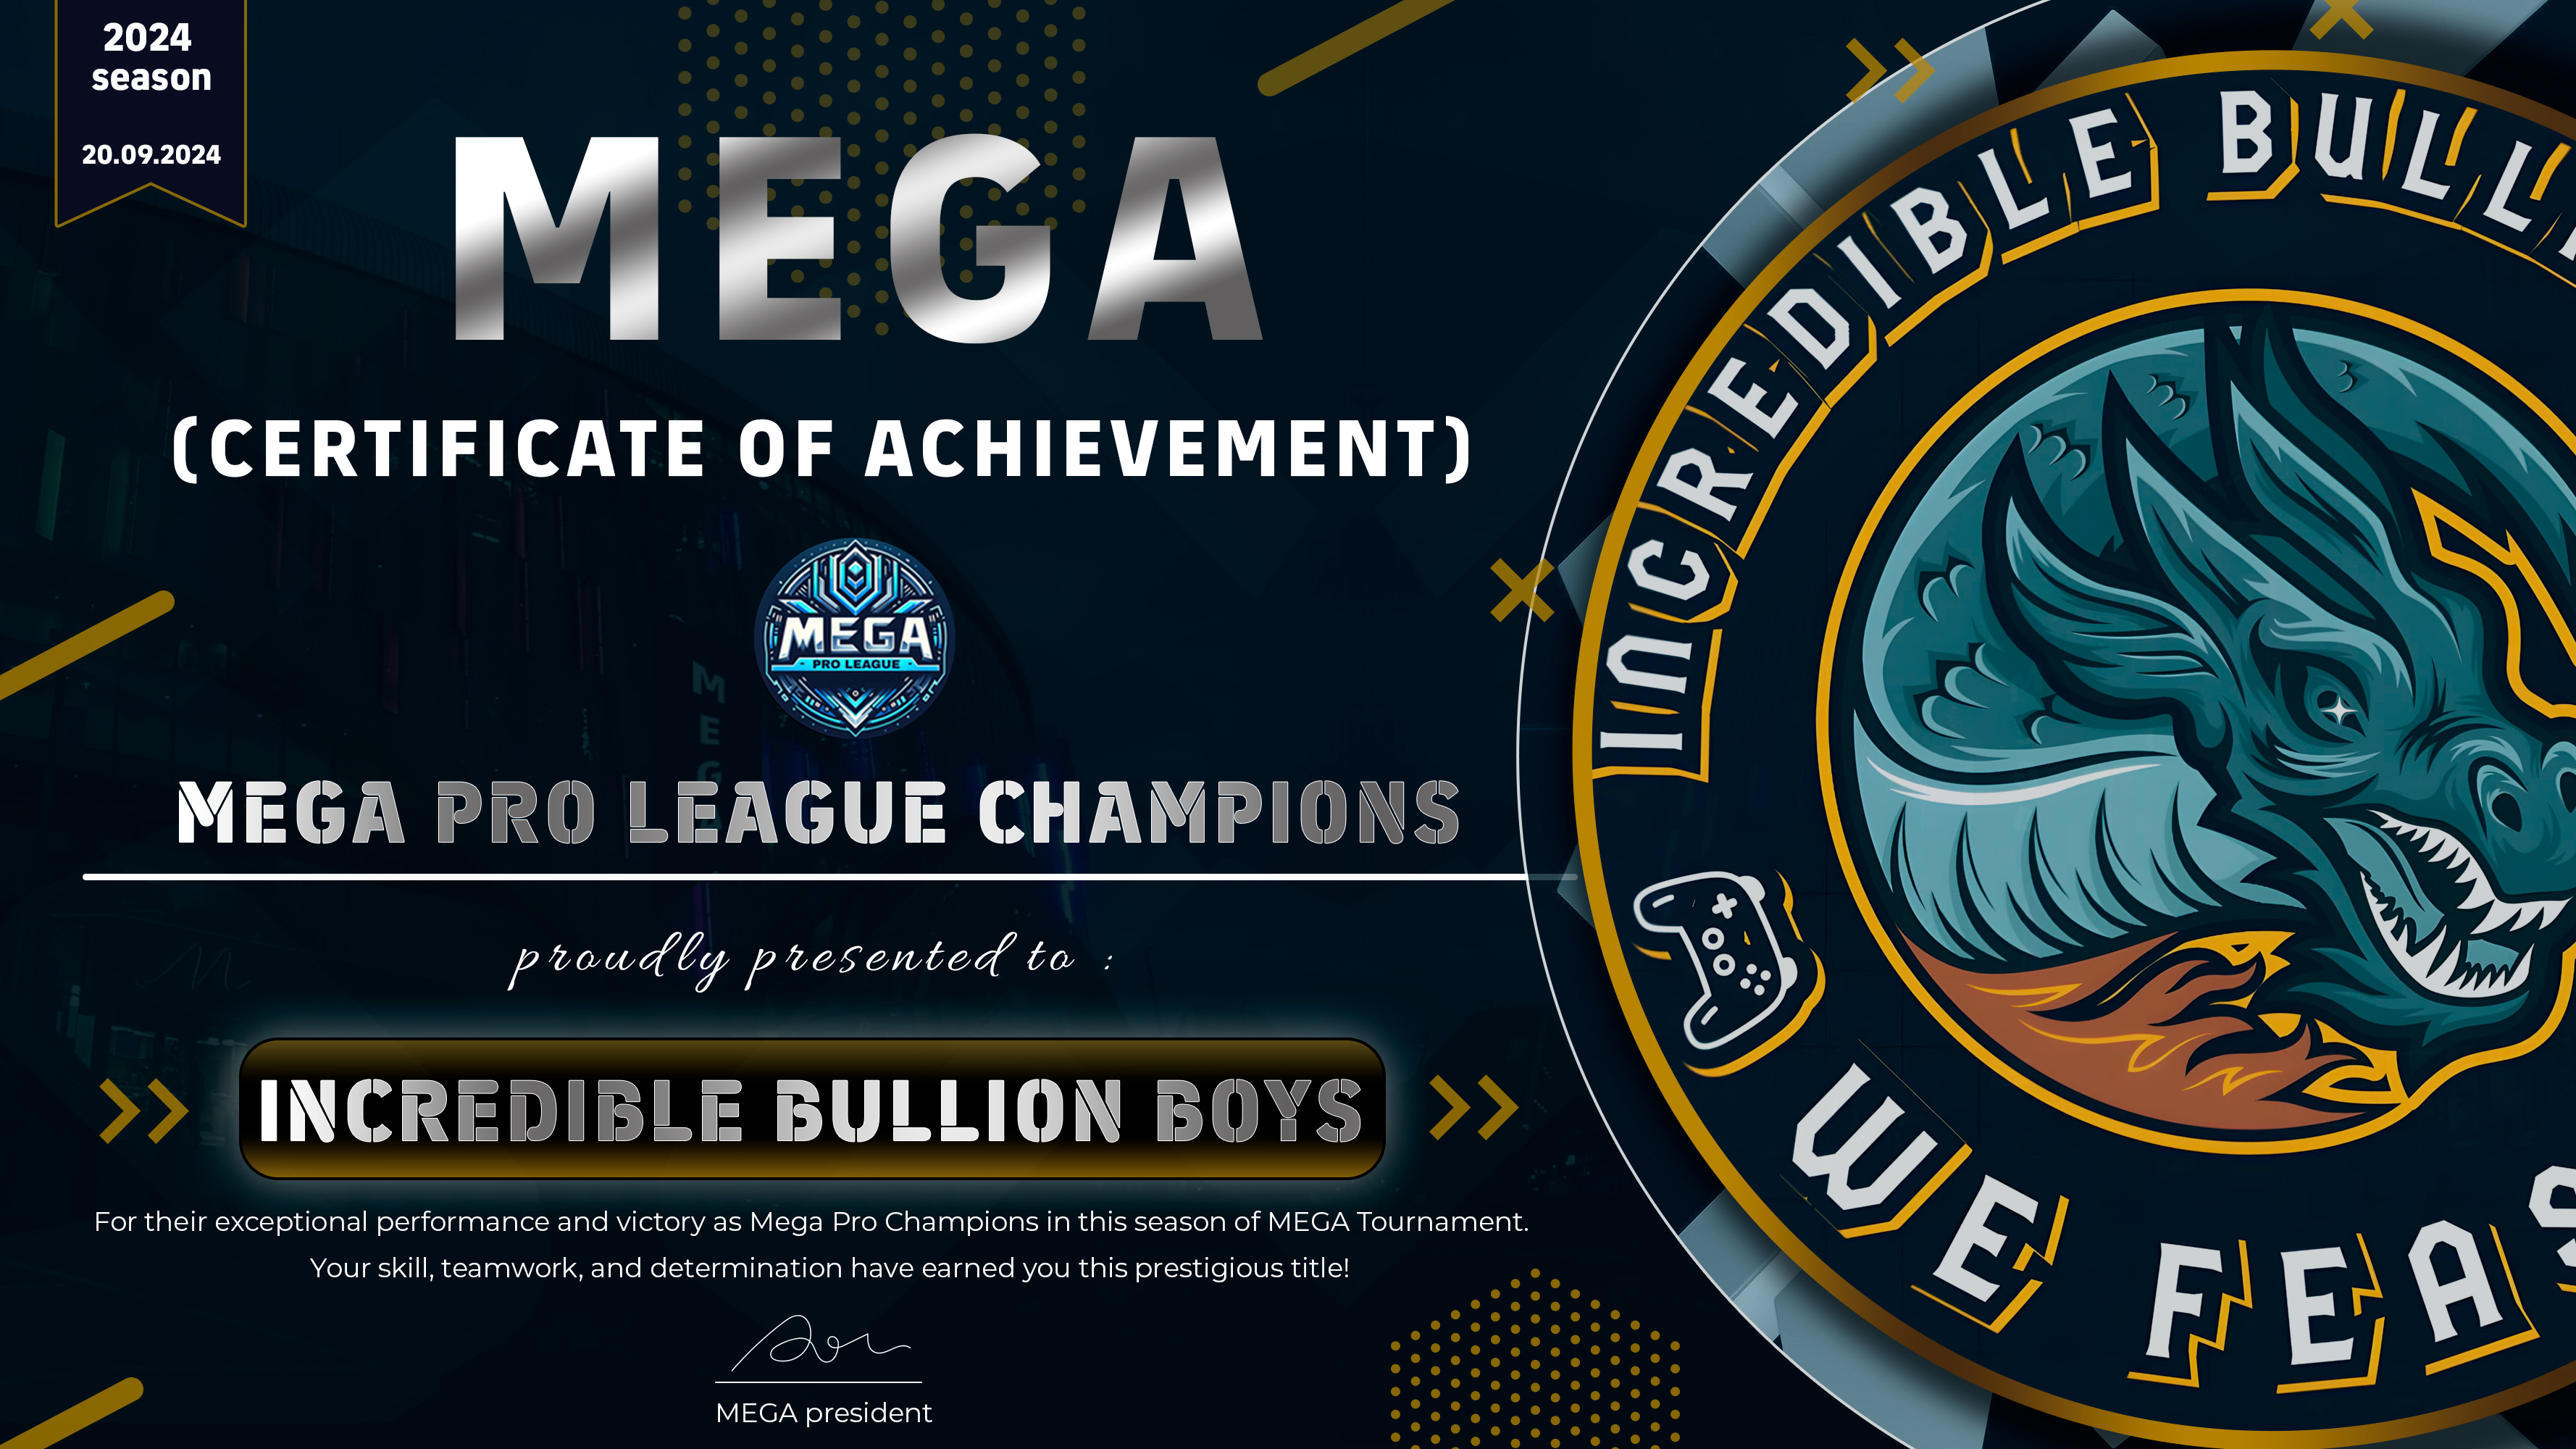 2024
season
20.09.2024
MEGA
(CERTIFICATE OF ACHIEVEMENT)
MEGA
PRO LEAGUE
MEGA PRO LEAGUE CHAMPIONS
proudly presented to :
INCREDIBLE BULLION BOYS
For their exceptional performance and victory as Mega Pro Champions in this season of MEGA Tournament.
Your skill, teamwork, and determination have earned you this prestigious title!
MEGA president
INCREDIBLE BULL
WE FEAS